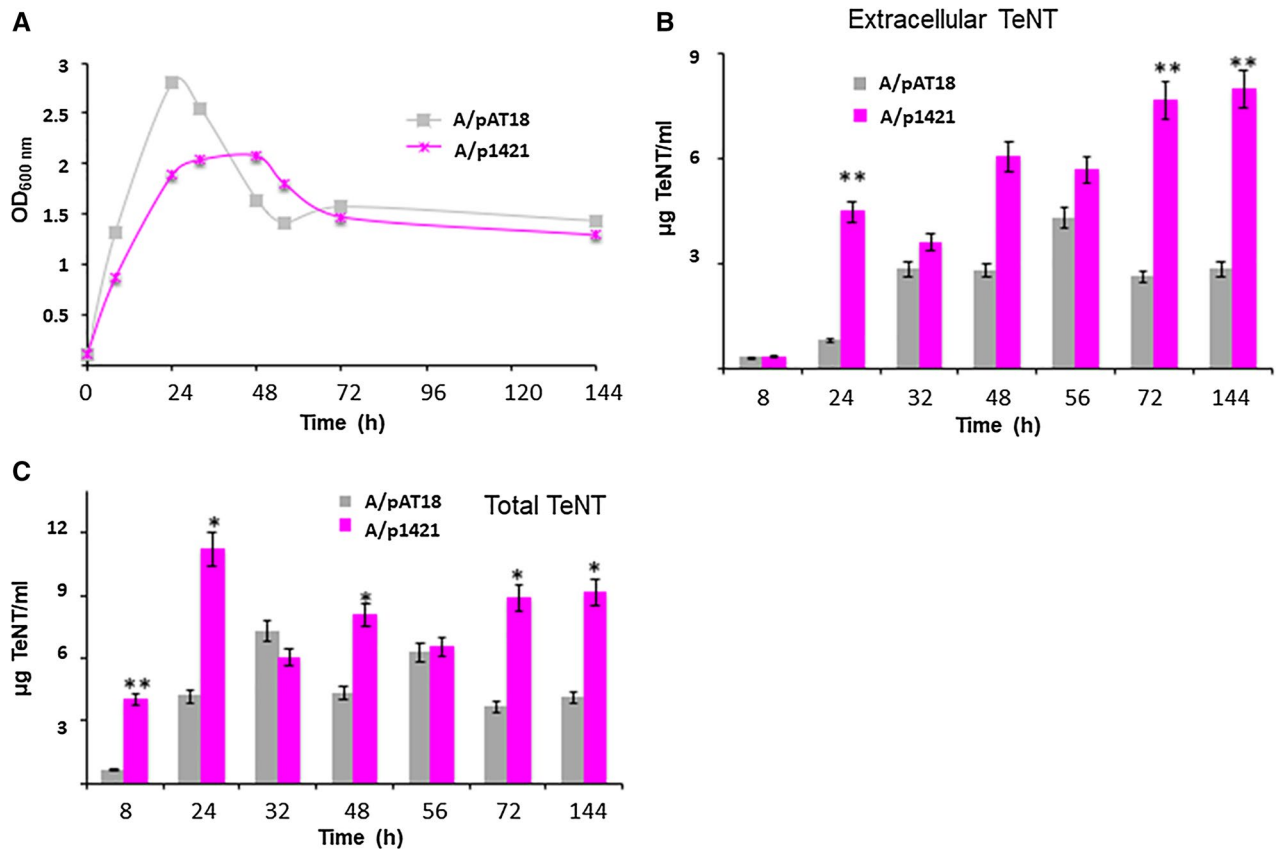 A
3
2.5
2
1.5
1
0.5
OD600 nm
A/pAT18
A/p1421
0 24 48 72 96 120 144
Time (h)
B
Extracellular TeNT
9
6
3
µg TeNT/ml
A/pAT18
A/p1421
**
**
**
8 24 32 48 56 72 144
Time (h)
C
Total TeNT
12
9
6
3
µg TeNT/ml
A/pAT18
A/p1421
**
*
*
*
*
8 24 32 48 56 72 144
Time (h)